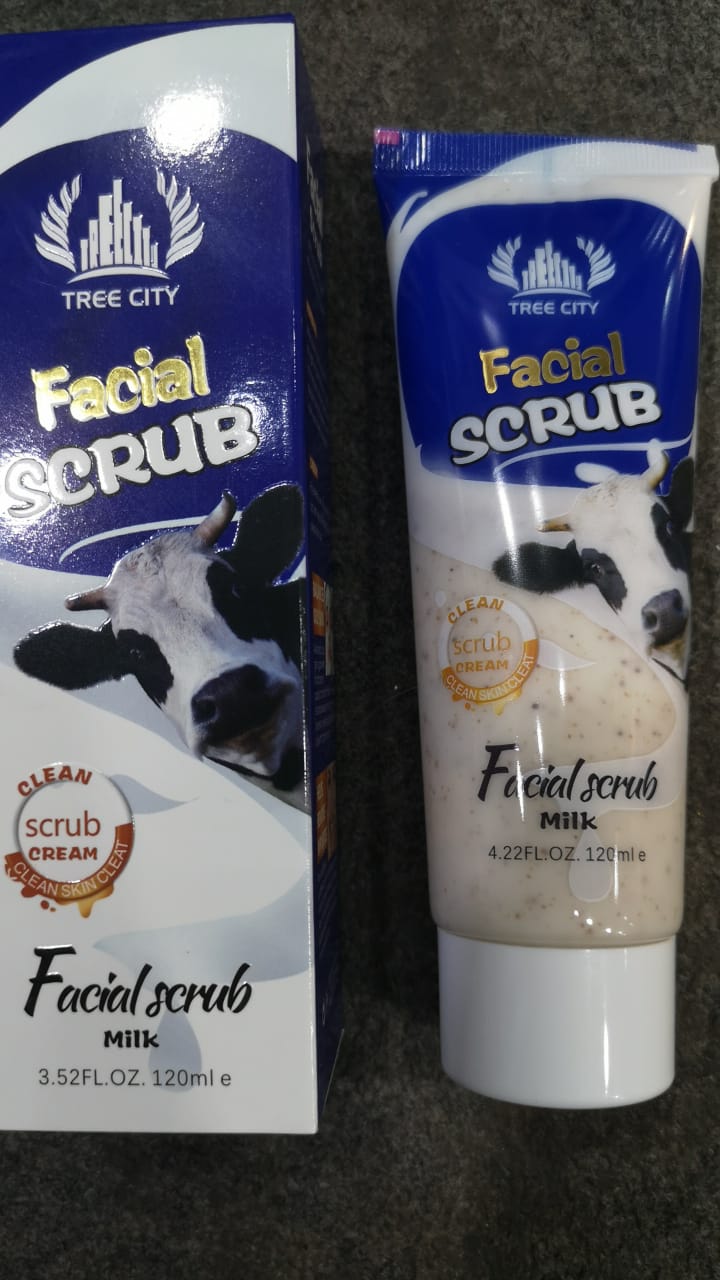 TREE CITY
Facial
SCRUB
CLEAN
scrub
CREAM
CLEAN SKIN CLEAT
Facial scrub
Milk
3.52FL.OZ. 120ml e
TREE CITY
Facial
SCRUB
CLEAN
scrub
CREAM
CLEAN SKIN CLEAT
Facial scrub
Milk
4.22FL.OZ. 120ml e